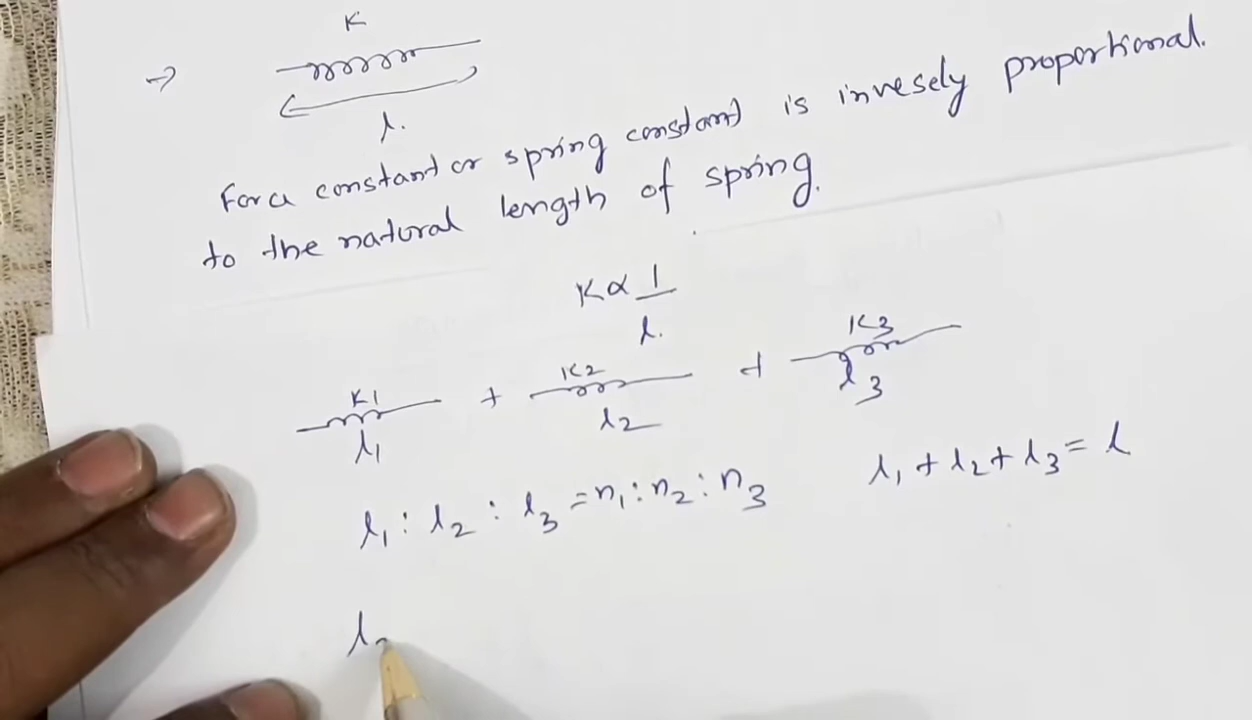 K
→
l.
For a constant or spring constant is invesely proportional.
to the natural length of spring.
K α 1/l.
K1 + K2 + K3
l1 l2 l3
l1 : l2 : l3 = n1 : n2 : n3 l1 + l2 + l3 = l
l